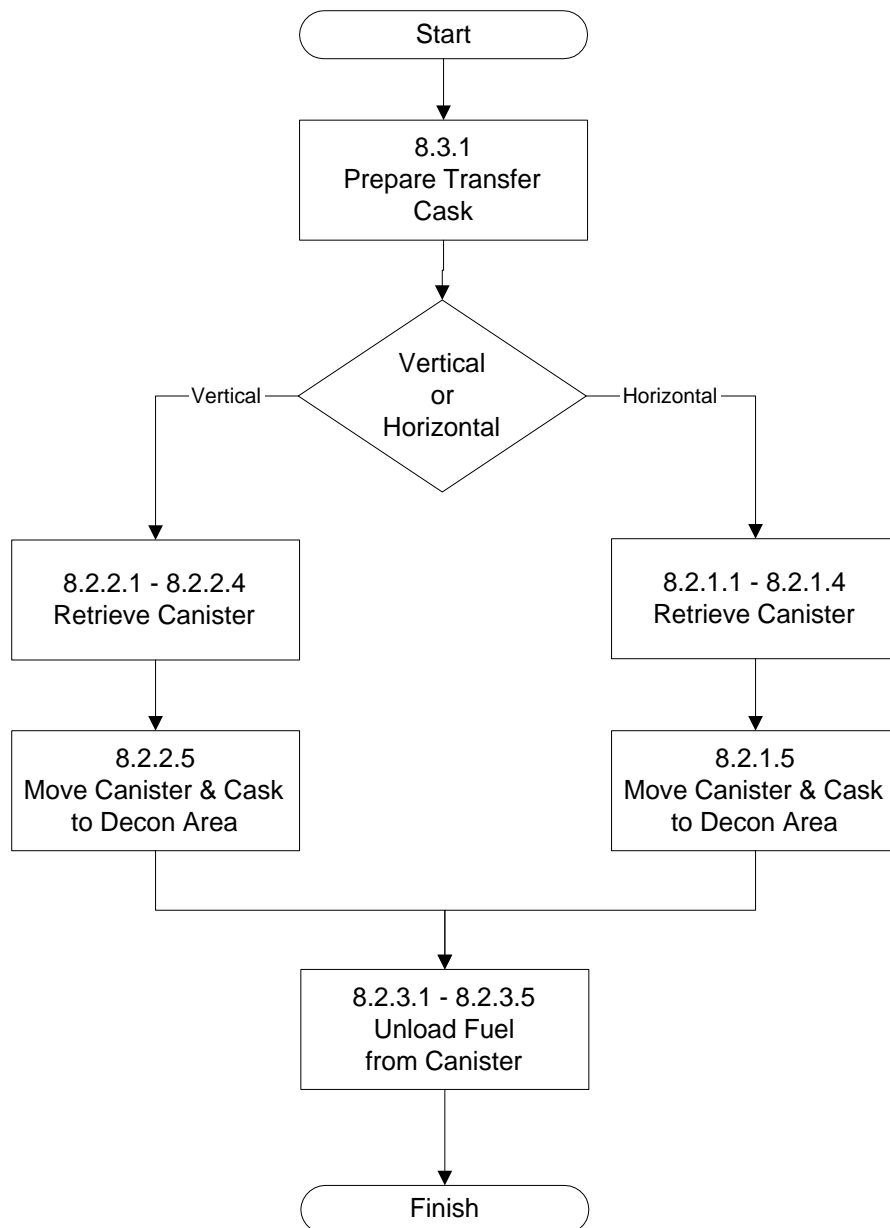 Start
8.3.1
Prepare Transfer
Cask
Vertical
or
Horizontal
Vertical
Horizontal
8.2.2.1 - 8.2.2.4
Retrieve Canister
8.2.1.1 - 8.2.1.4
Retrieve Canister
8.2.2.5
Move Canister & Cask
to Decon Area
8.2.1.5
Move Canister & Cask
to Decon Area
8.2.3.1 - 8.2.3.5
Unload Fuel
from Canister
Finish